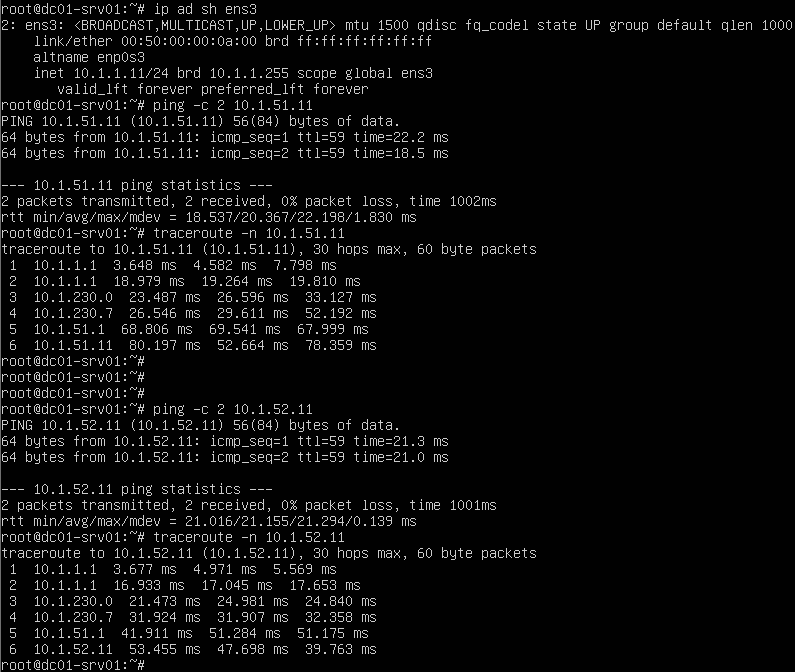 root@dc01-srv01:~# ip ad sh ens3
2: ens3: <BROADCAST,MULTICAST,UP,LOWER_UP> mtu 1500 qdisc fq_codel state UP group default qlen 1000
    link/ether 00:50:00:00:0a:00 brd ff:ff:ff:ff:ff:ff
    altname enp0s3
    inet 10.1.1.11/24 brd 10.1.1.255 scope global ens3
       valid_lft forever preferred_lft forever
root@dc01-srv01:~# ping -c 2 10.1.51.11
PING 10.1.51.11 (10.1.51.11) 56(84) bytes of data.
64 bytes from 10.1.51.11: icmp_seq=1 ttl=59 time=22.2 ms
64 bytes from 10.1.51.11: icmp_seq=2 ttl=59 time=18.5 ms

--- 10.1.51.11 ping statistics ---
2 packets transmitted, 2 received, 0% packet loss, time 1002ms
rtt min/avg/max/mdev = 18.537/20.367/22.198/1.830 ms
root@dc01-srv01:~# traceroute -n 10.1.51.11
traceroute to 10.1.51.11 (10.1.51.11), 30 hops max, 60 byte packets
 1  10.1.1.1  3.648 ms  4.582 ms  7.798 ms
 2  10.1.1.1  18.979 ms  19.264 ms  19.810 ms
 3  10.1.230.0  23.487 ms  26.596 ms  33.127 ms
 4  10.1.230.7  26.546 ms  29.611 ms  52.192 ms
 5  10.1.51.1  68.806 ms  69.541 ms  67.999 ms
 6  10.1.51.11  80.197 ms  52.664 ms  78.359 ms
root@dc01-srv01:~#
root@dc01-srv01:~#
root@dc01-srv01:~#
root@dc01-srv01:~# ping -c 2 10.1.52.11
PING 10.1.52.11 (10.1.52.11) 56(84) bytes of data.
64 bytes from 10.1.52.11: icmp_seq=1 ttl=59 time=21.3 ms
64 bytes from 10.1.52.11: icmp_seq=2 ttl=59 time=21.0 ms

--- 10.1.52.11 ping statistics ---
2 packets transmitted, 2 received, 0% packet loss, time 1001ms
rtt min/avg/max/mdev = 21.016/21.155/21.294/0.139 ms
root@dc01-srv01:~# traceroute -n 10.1.52.11
traceroute to 10.1.52.11 (10.1.52.11), 30 hops max, 60 byte packets
 1  10.1.1.1  3.677 ms  4.971 ms  5.569 ms
 2  10.1.1.1  16.933 ms  17.045 ms  17.653 ms
 3  10.1.230.0  21.473 ms  24.981 ms  24.840 ms
 4  10.1.230.7  31.924 ms  31.907 ms  32.358 ms
 5  10.1.51.1  41.911 ms  51.284 ms  51.175 ms
 6  10.1.52.11  53.455 ms  47.698 ms  39.763 ms
root@dc01-srv01:~#